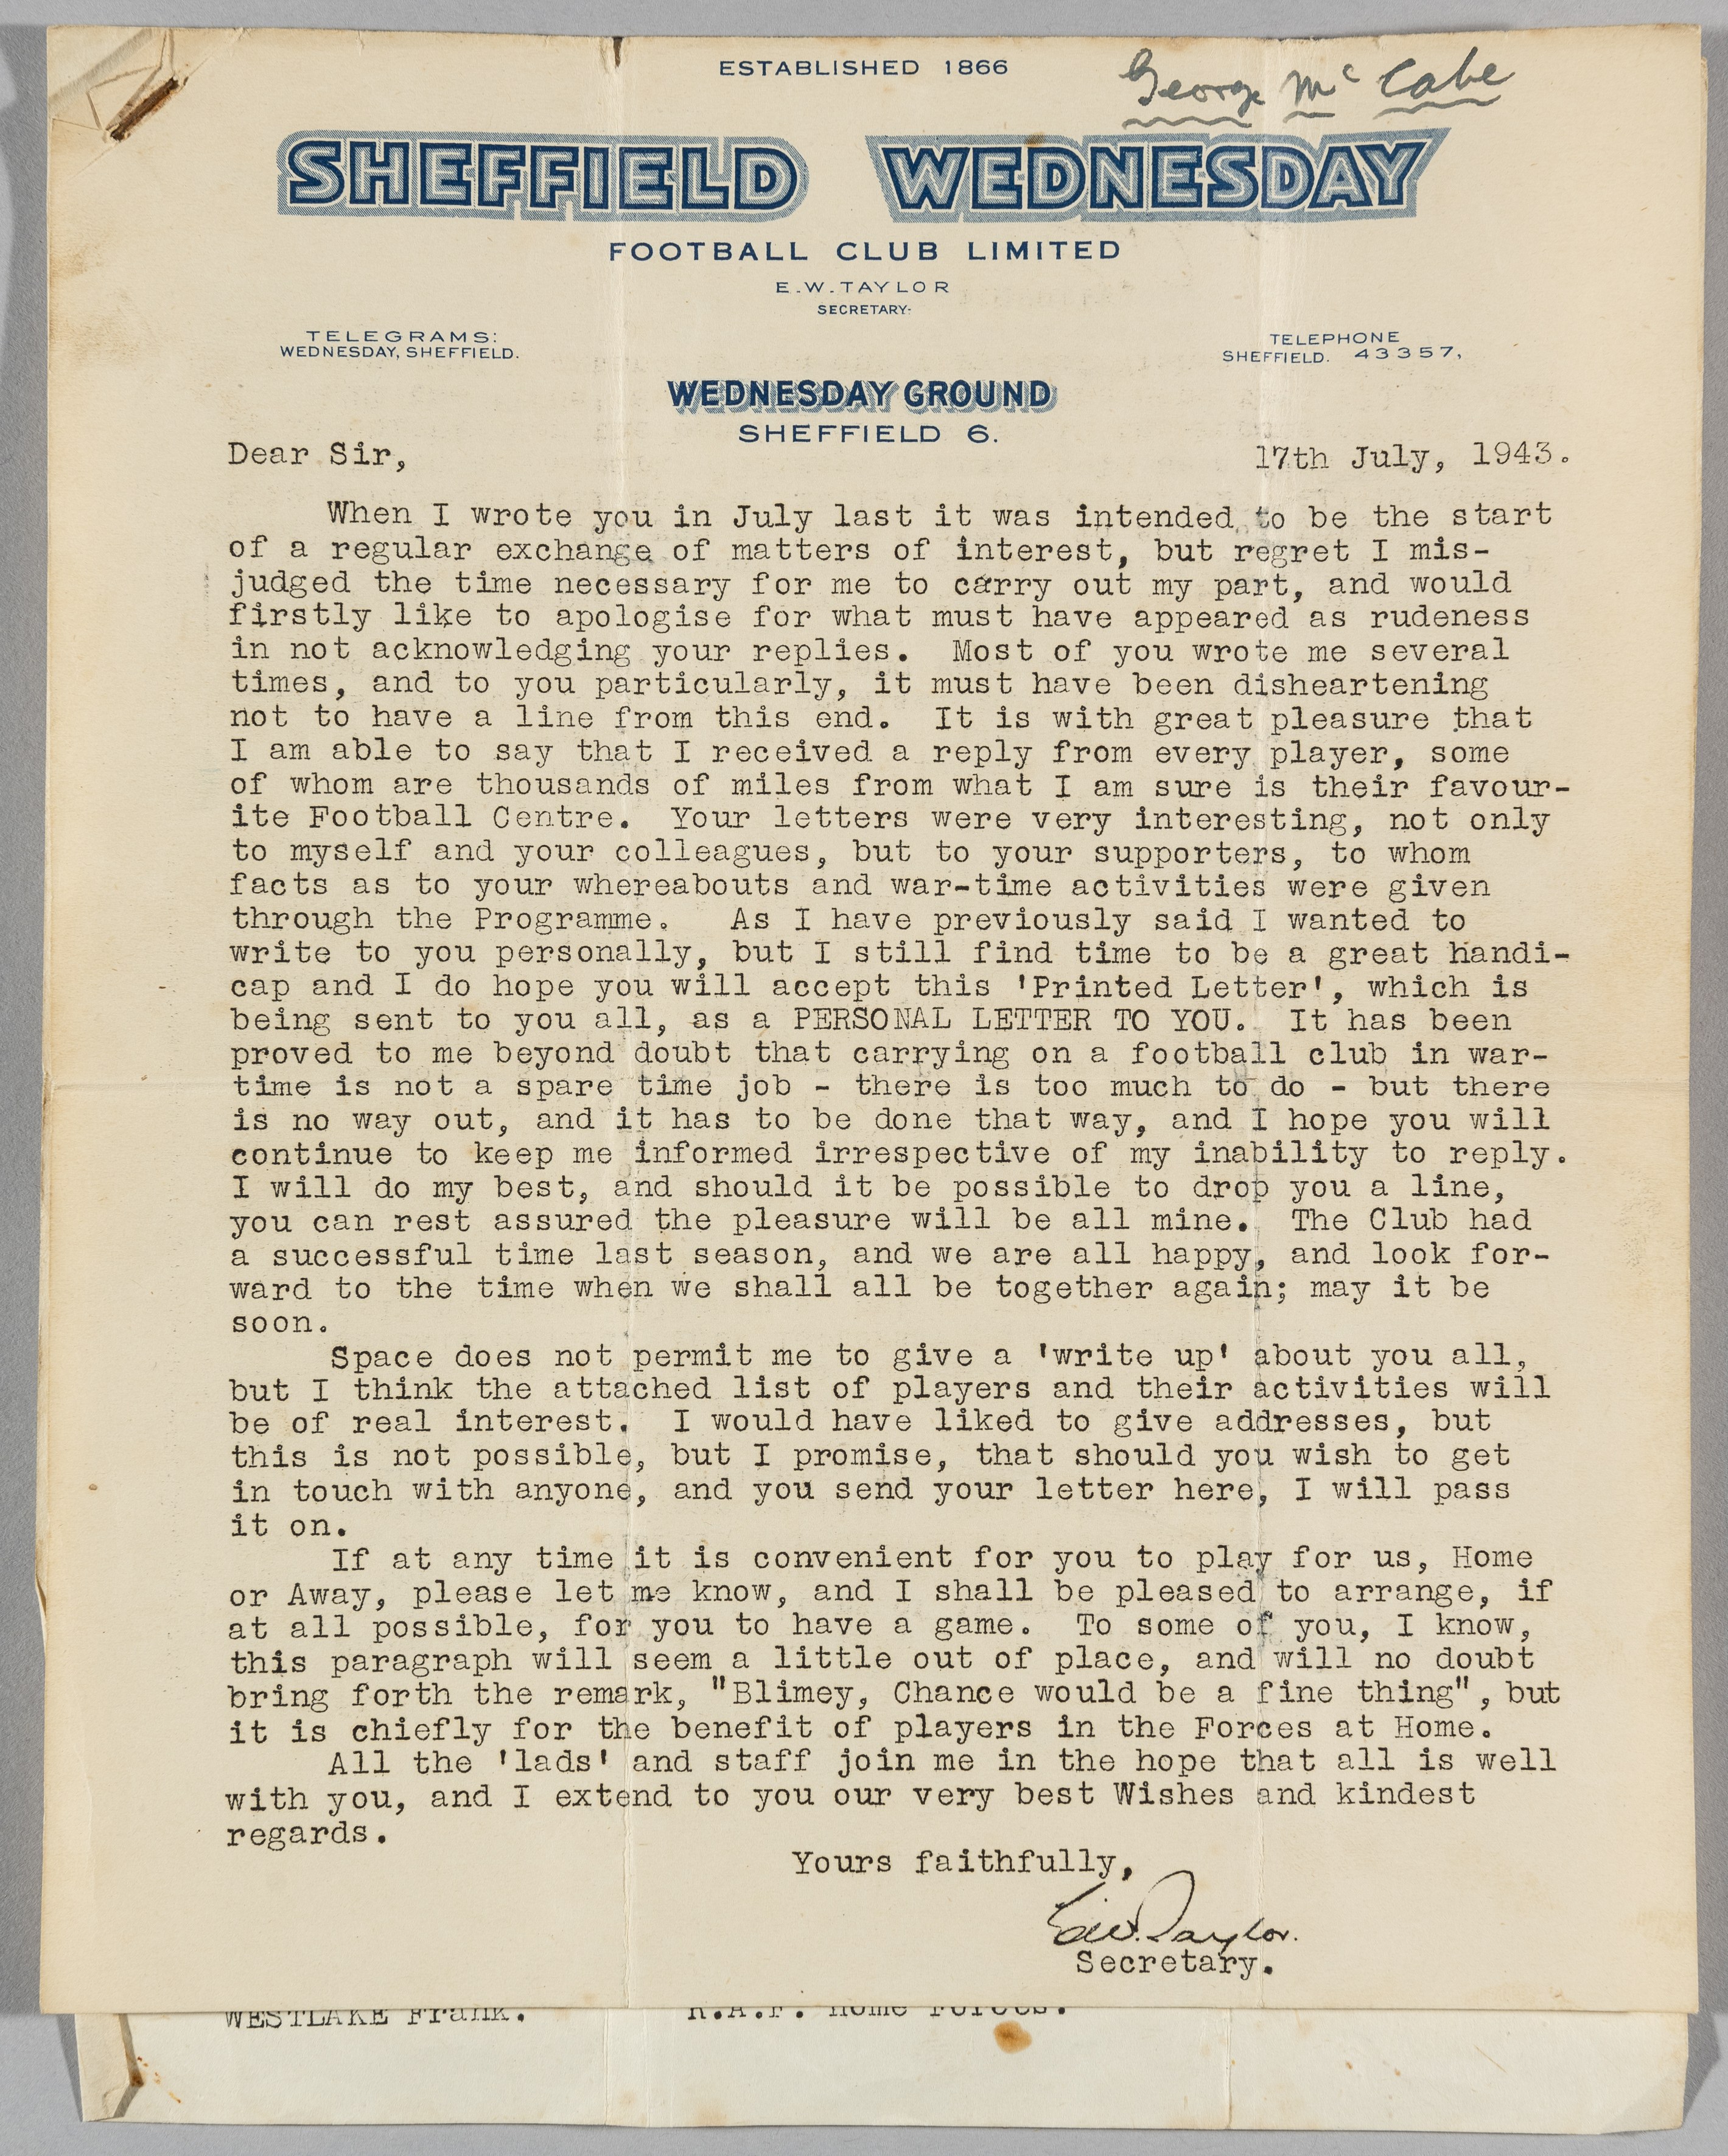 ESTABLISHED 1866
George Mc Cabe
SHEFFIELD WEDNESDAY
FOOTBALL CLUB LIMITED
E.W.TAYLOR
SECRETARY.
TELEGRAMS:
WEDNESDAY, SHEFFIELD.
TELEPHONE
SHEFFIELD. 43357,
WEDNESDAY GROUND
SHEFFIELD 6.
Dear Sir, 17th July, 1943.
When I wrote you in July last it was intended to be the start
of a regular exchange of matters of interest, but regret I mis-
judged the time necessary for me to carry out my part, and would
firstly like to apologise for what must have appeared as rudeness
in not acknowledging your replies. Most of you wrote me several
times, and to you particularly, it must have been disheartening
not to have a line from this end. It is with great pleasure that
I am able to say that I received a reply from every player, some
of whom are thousands of miles from what I am sure is their favour-
ite Football Centre. Your letters were very interesting, not only
to myself and your colleagues, but to your supporters, to whom
facts as to your whereabouts and war-time activities were given
through the Programme. As I have previously said I wanted to
write to you personally, but I still find time to be a great handi-
cap and I do hope you will accept this 'Printed Letter', which is
being sent to you all, as a PERSONAL LETTER TO YOU. It has been
proved to me beyond doubt that carrying on a football club in war-
time is not a spare time job - there is too much to do - but there
is no way out, and it has to be done that way, and I hope you will
continue to keep me informed irrespective of my inability to reply.
I will do my best, and should it be possible to drop you a line,
you can rest assured the pleasure will be all mine. The Club had
a successful time last season, and we are all happy, and look for-
ward to the time when we shall all be together again; may it be
soon.
Space does not permit me to give a 'write up' about you all,
but I think the attached list of players and their activities will
be of real interest. I would have liked to give addresses, but
this is not possible, but I promise, that should you wish to get
in touch with anyone, and you send your letter here, I will pass
it on.
If at any time it is convenient for you to play for us, Home
or Away, please let me know, and I shall be pleased to arrange, if
at all possible, for you to have a game. To some of you, I know,
this paragraph will seem a little out of place, and will no doubt
bring forth the remark, "Blimey, Chance would be a fine thing", but
it is chiefly for the benefit of players in the Forces at Home.
All the 'lads' and staff join me in the hope that all is well
with you, and I extend to you our very best Wishes and kindest
regards.
Yours faithfully,
E.W. Taylor.
Secretary.
WESTLAKE Frank. R.A.F. Home Forces.